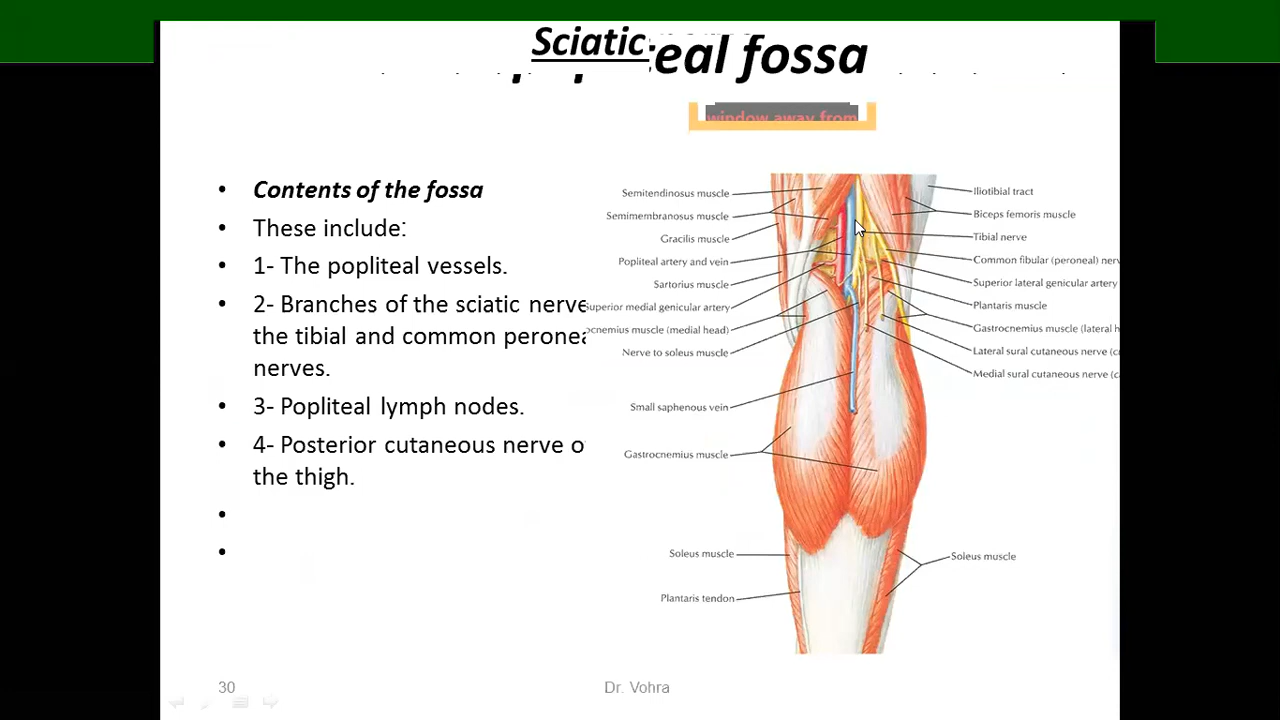 Sciatic
eal fossa
window away from
• Contents of the fossa
• These include:
• 1- The popliteal vessels.
• 2- Branches of the sciatic nerve
the tibial and common peronea
nerves.
• 3- Popliteal lymph nodes.
• 4- Posterior cutaneous nerve o
the thigh.
•
•
Semitendinosus muscle
Semimembranosus muscle
Gracilis muscle
Popliteal artery and vein
Sartorius muscle
Superior medial genicular artery
ocnemius muscle (medial head)
Nerve to soleus muscle
Small saphenous vein
Gastrocnemius muscle
Soleus muscle
Plantaris tendon
Iliotibial tract
Biceps femoris muscle
Tibial nerve
Common fibular (peroneal) nerv
Superior lateral genicular artery
Plantaris muscle
Gastrocnemius muscle (lateral h
Lateral sural cutaneous nerve (c
Medial sural cutaneous nerve (c
Soleus muscle
30
Dr. Vohra